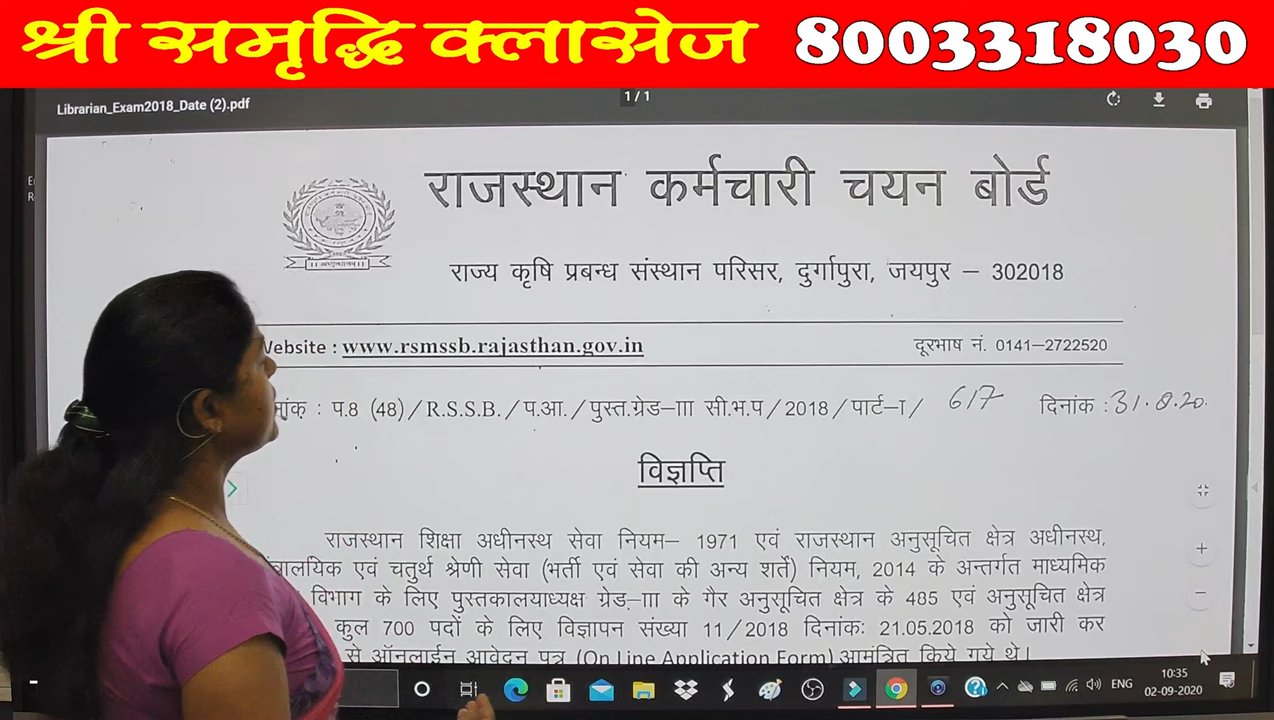 श्री समृद्धि क्लासेज 8003318030
Librarian_Exam2018_Date (2).pdf
1 / 1
राजस्थान कर्मचारी चयन बोर्ड
राज्य कृषि प्रबन्ध संस्थान परिसर, दुर्गापुरा, जयपुर – 302018
Website : www.rsmssb.rajasthan.gov.in
दूरभाष नं. 0141–2722520
: प.8 (48)/R.S.S.B./प.आ./पुस्त.ग्रेड–III सी.भ.प/2018/पार्ट–I/ 617 दिनांक :31.8.20.
विज्ञप्ति
राजस्थान शिक्षा अधीनस्थ सेवा नियम– 1971 एवं राजस्थान अनुसूचित क्षेत्र अधीनस्थ,
एवं चतुर्थ श्रेणी सेवा (भर्ती एवं सेवा की अन्य शर्ते) नियम, 2014 के अन्तर्गत माध्यमिक
विभाग के लिए पुस्तकालयाध्यक्ष ग्रेड–III के गैर अनुसूचित क्षेत्र के 485 एवं अनुसूचित क्षेत्र
कुल 700 पदों के लिए विज्ञापन संख्या 11/2018 दिनांकः 21.05.2018 को जारी कर
से ऑनलाईन आवेदन पत्र (On Line Application Form) आमंत्रित किये गये थे।
ENG
10:35
02-09-2020